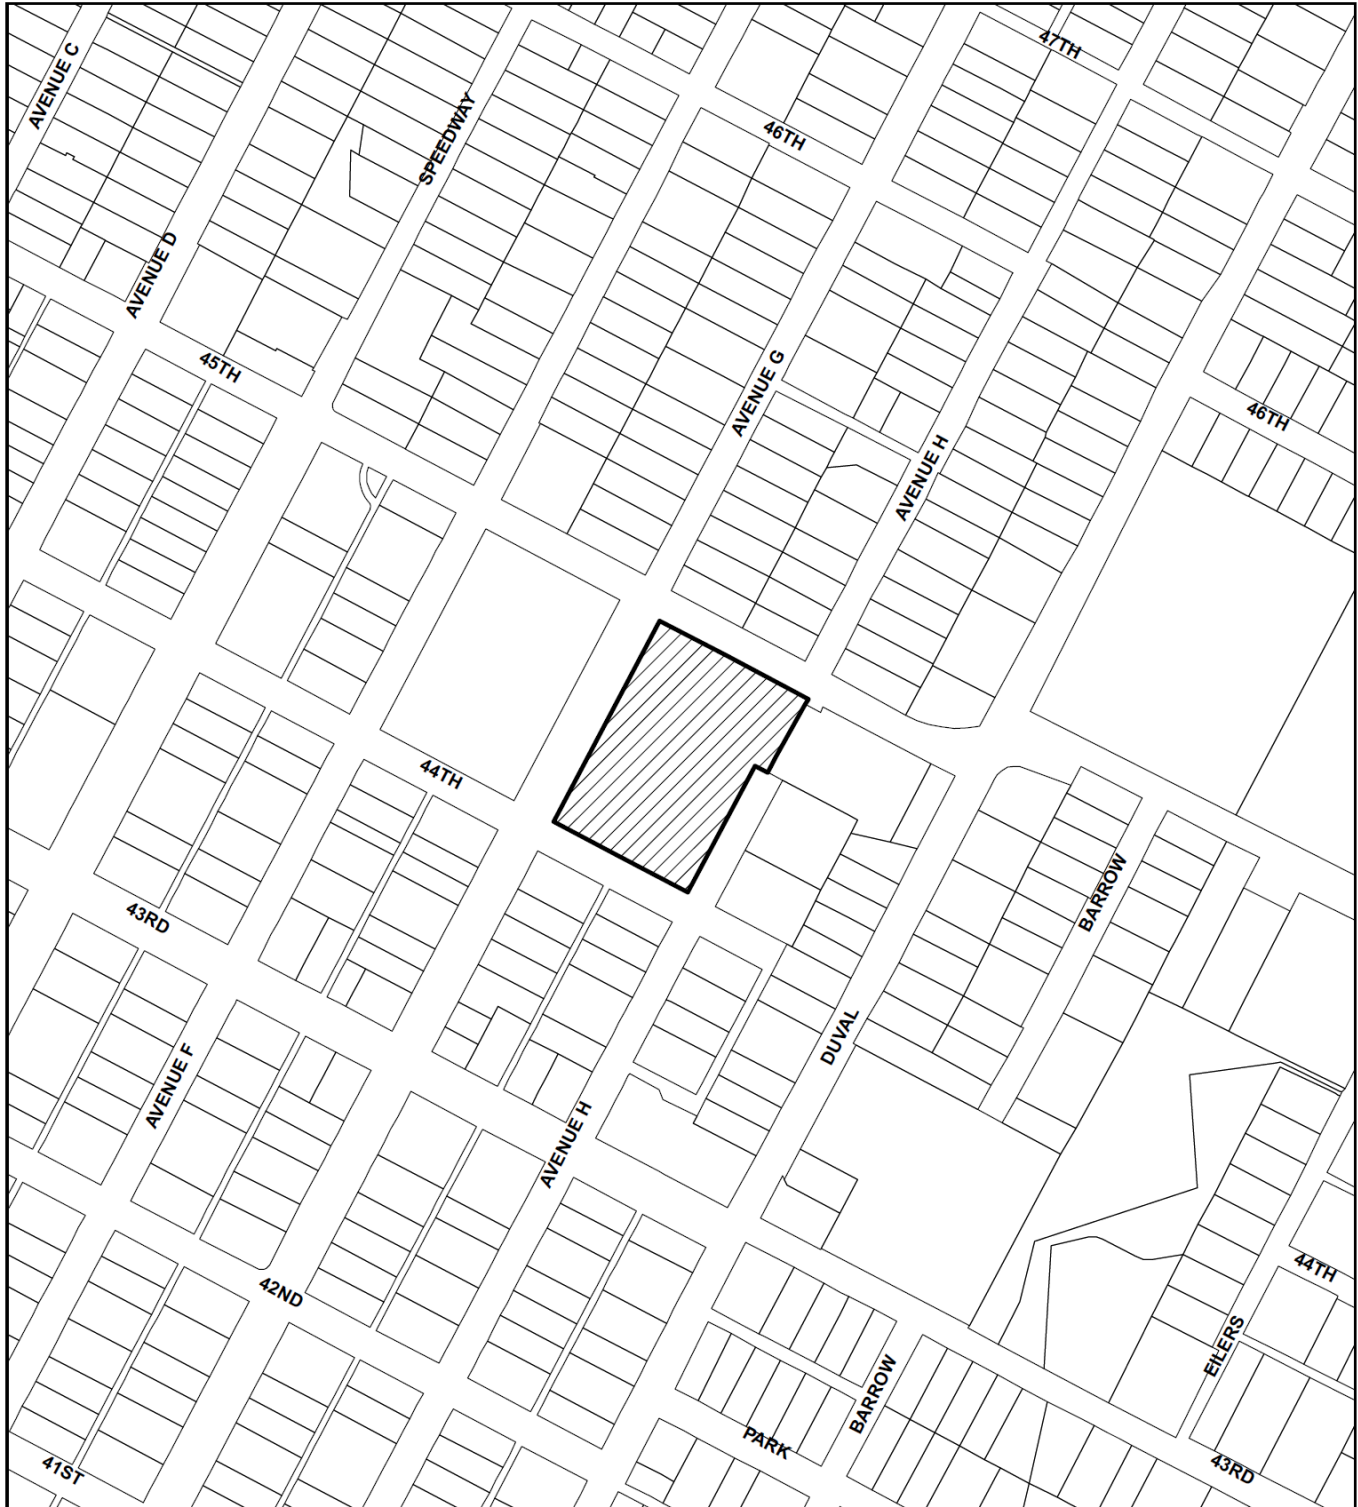 47TH
AVENUE C
SPEEDWAY
46TH
AVENUE D
45TH
AVENUE G
46TH
AVENUE H
44TH
BARROW
43RD
DUVAL
AVENUE F
AVENUE H
44TH
42ND
EILERS
BARROW
PARK
41ST
43RD